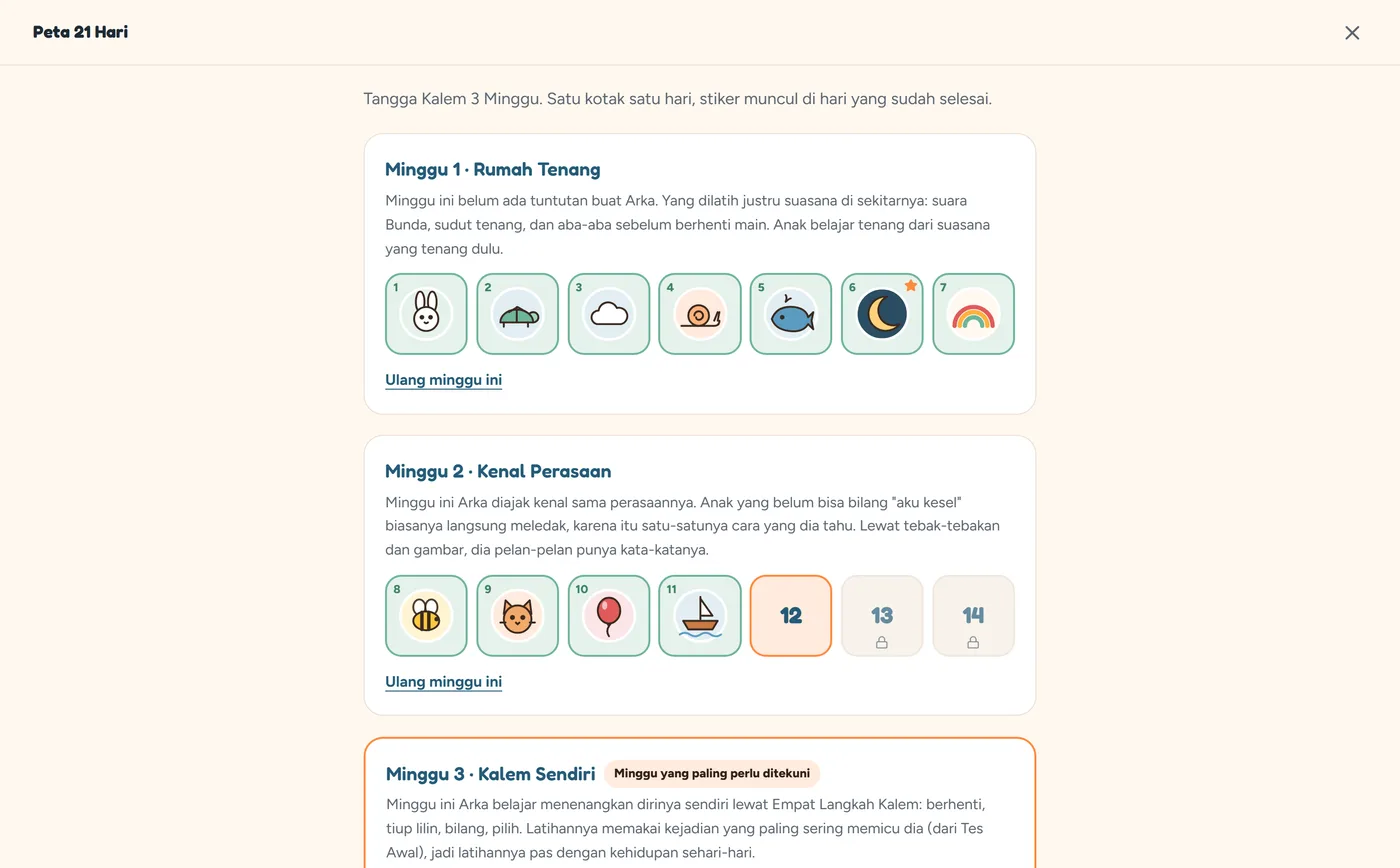 Peta 21 Hari
Tangga Kalem 3 Minggu. Satu kotak satu hari, stiker muncul di hari yang sudah selesai.
Minggu 1 · Rumah Tenang
Minggu ini belum ada tuntutan buat Arka. Yang dilatih justru suasana di sekitarnya: suara
Bunda, sudut tenang, dan aba-aba sebelum berhenti main. Anak belajar tenang dari suasana
yang tenang dulu.
1 2 3 4 5 6 7
Ulang minggu ini
Minggu 2 · Kenal Perasaan
Minggu ini Arka diajak kenal sama perasaannya. Anak yang belum bisa bilang "aku kesel"
biasanya langsung meledak, karena itu satu-satunya cara yang dia tahu. Lewat tebak-tebakan
dan gambar, dia pelan-pelan punya kata-katanya.
8 9 10 11 12 13 14
Ulang minggu ini
Minggu 3 · Kalem Sendiri Minggu yang paling perlu ditekuni
Minggu ini Arka belajar menenangkan dirinya sendiri lewat Empat Langkah Kalem: berhenti,
tiup lilin, bilang, pilih. Latihannya memakai kejadian yang paling sering memicu dia (dari Tes
Awal), jadi latihannya pas dengan kehidupan sehari-hari.